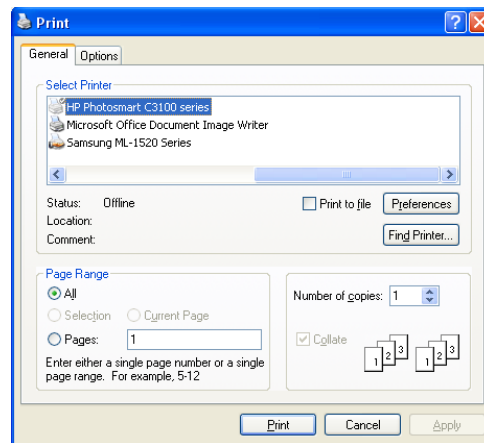 Print
General Options
Select Printer
HP Photosmart C3100 series
Microsoft Office Document Image Writer
Samsung ML-1520 Series
Status: Offline
Print to file Preferences
Location:
Comment:
Find Printer...
Page Range
All
Selection Current Page
Pages: 1
Enter either a single page number or a single
page range. For example, 5-12
Number of copies: 1
Collate
1 2 3 1 2 3
Print Cancel Apply